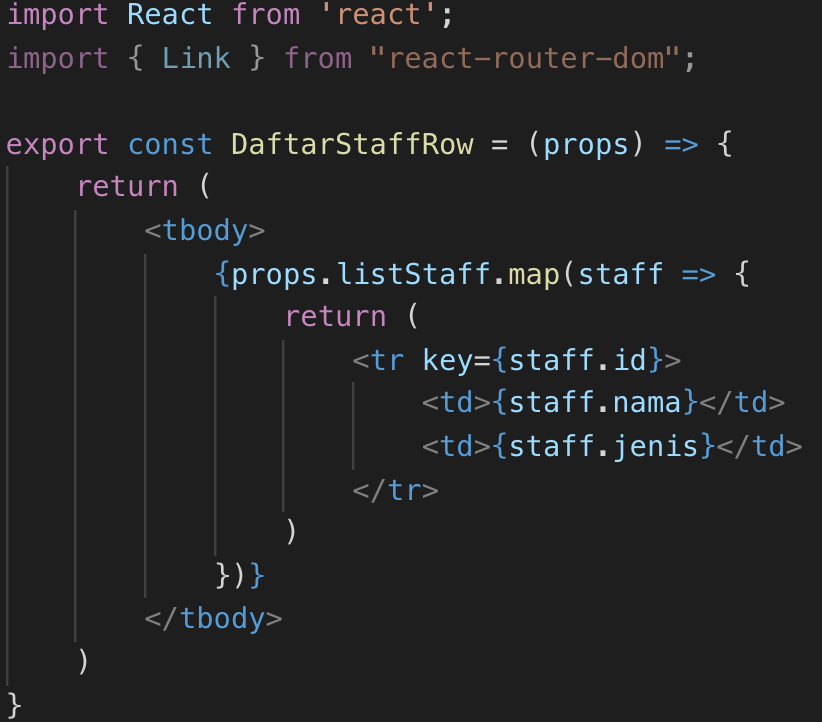 import React from 'react';
import { Link } from "react-router-dom";
export const DaftarStaffRow = (props) => {
    return (
        <tbody>
            {props.listStaff.map(staff => {
                return (
                    <tr key={staff.id}>
                        <td>{staff.nama}</td>
                        <td>{staff.jenis}</td>
                    </tr>
                )
            })}
        </tbody>
    )
}